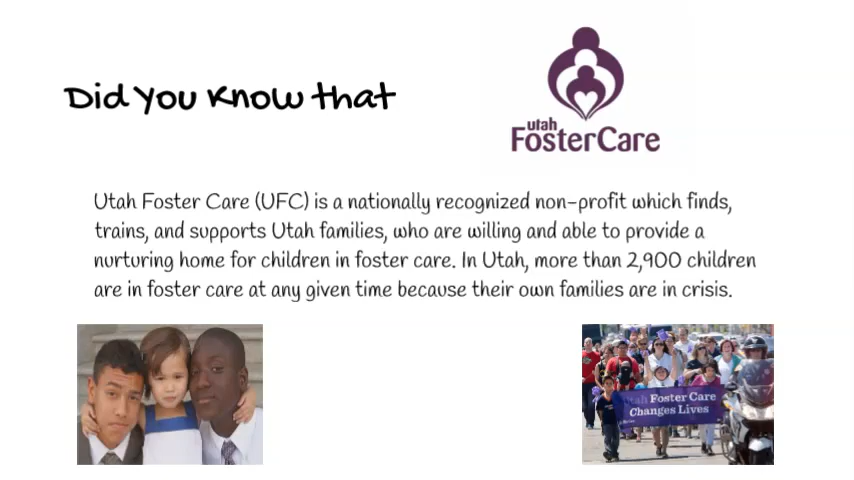 Did You Know that
utah
FosterCare
Utah Foster Care (UFC) is a nationally recognized non-profit which finds,
trains, and supports Utah families, who are willing and able to provide a
nurturing home for children in foster care. In Utah, more than 2,900 children
are in foster care at any given time because their own families are in crisis.
Utah Foster Care
Changes Lives